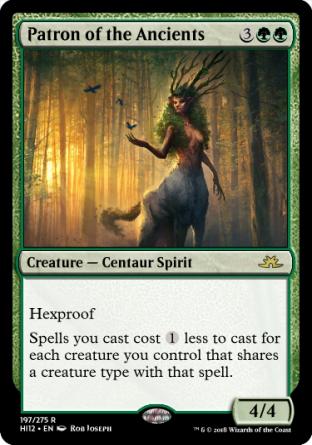 Patron of the Ancients 3
Creature — Centaur Spirit
Hexproof
Spells you cast cost 1 less to cast for
each creature you control that shares
a creature type with that spell.
4/4
197/275 R
HI12 • EN Rob Joseph
™ & © 2018 Wizards of the Coast